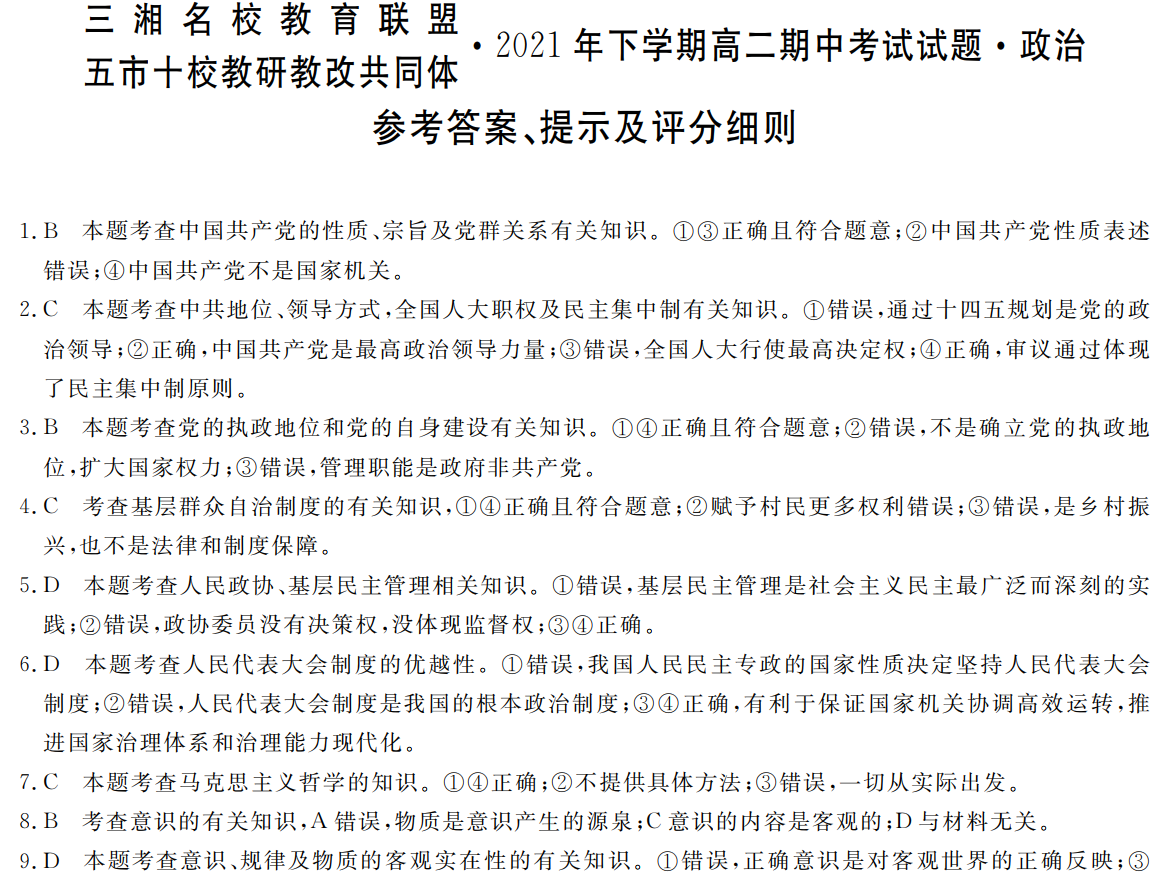 三湘名校教育联盟
五市十校教研教改共同体
·2021年下学期高二期中考试试题·政治
参考答案、提示及评分细则
1. B 本题考查中国共产党的性质、宗旨及党群关系有关知识。①③正确且符合题意;②中国共产党性质表述
错误;④中国共产党不是国家机关。
2. C 本题考查中共地位、领导方式,全国人大职权及民主集中制有关知识。①错误,通过十四五规划是党的政
治领导;②正确,中国共产党是最高政治领导力量;③错误,全国人大行使最高决定权;④正确,审议通过体现
了民主集中制原则。
3. B 本题考查党的执政地位和党的自身建设有关知识。①④正确且符合题意;②错误,不是确立党的执政地
位,扩大国家权力;③错误,管理职能是政府非共产党。
4. C 考查基层群众自治制度的有关知识,①④正确且符合题意;②赋予村民更多权利错误;③错误,是乡村振
兴,也不是法律和制度保障。
5. D 本题考查人民政协、基层民主管理相关知识。①错误,基层民主管理是社会主义民主最广泛而深刻的实
践;②错误,政协委员没有决策权,没体现监督权;③④正确。
6. D 本题考查人民代表大会制度的优越性。①错误,我国人民民主专政的国家性质决定坚持人民代表大会
制度;②错误,人民代表大会制度是我国的根本政治制度;③④正确,有利于保证国家机关协调高效运转,推
进国家治理体系和治理能力现代化。
7. C 本题考查马克思主义哲学的知识。①④正确;②不提供具体方法;③错误,一切从实际出发。
8. B 考查意识的有关知识,A错误,物质是意识产生的源泉;C意识的内容是客观的;D与材料无关。
9. D 本题考查意识、规律及物质的客观实在性的有关知识。①错误,正确意识是对客观世界的正确反映;③